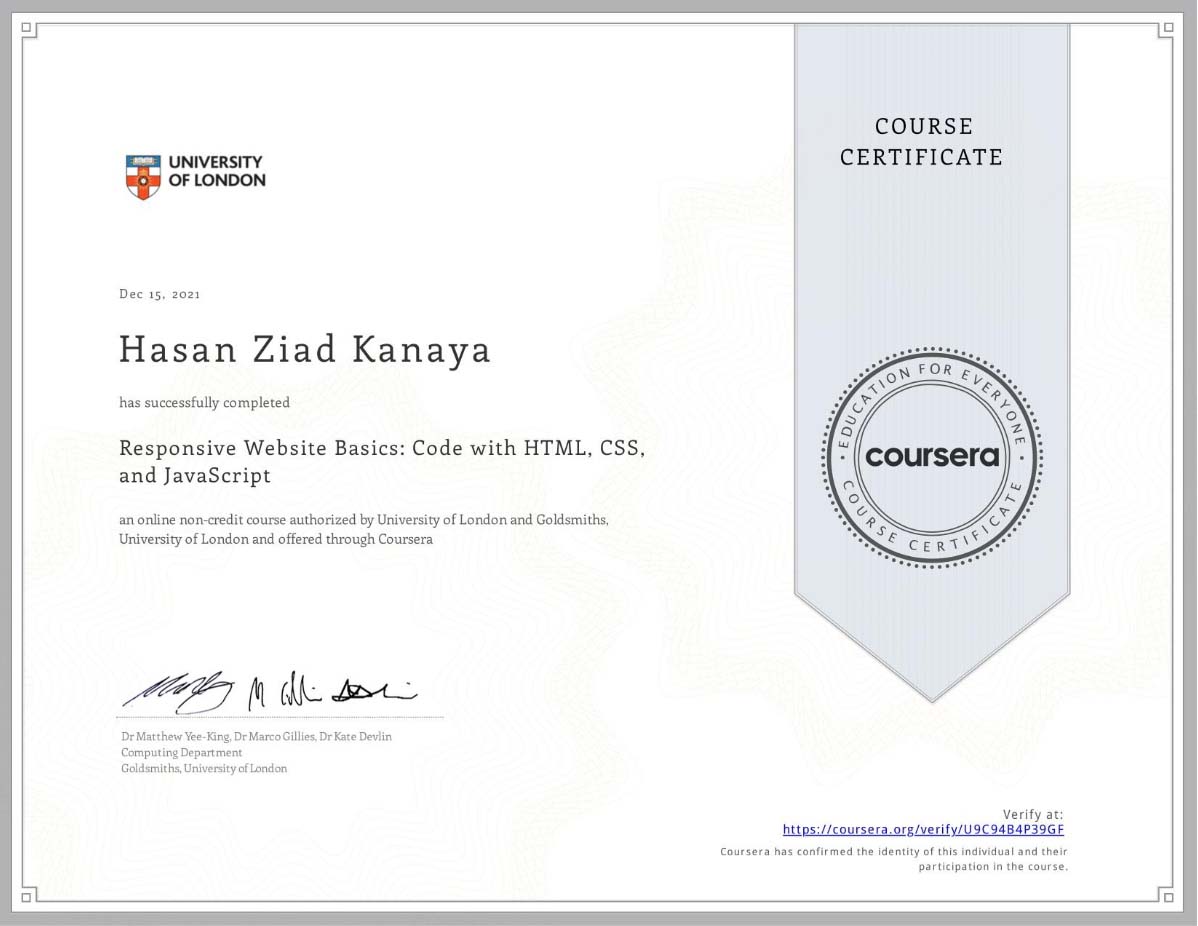 UNIVERSITY
OF LONDON
COURSE
CERTIFICATE
Dec 15, 2021
Hasan Ziad Kanaya
has successfully completed
Responsive Website Basics: Code with HTML, CSS,
and JavaScript
an online non-credit course authorized by University of London and Goldsmiths,
University of London and offered through Coursera
EDUCATION FOR EVERYONE
coursera
COURSE CERTIFICATE
Dr Matthew Yee-King, Dr Marco Gillies, Dr Kate Devlin
Computing Department
Goldsmiths, University of London
Verify at:
https://coursera.org/verify/U9C94B4P39GF
Coursera has confirmed the identity of this individual and their
participation in the course.